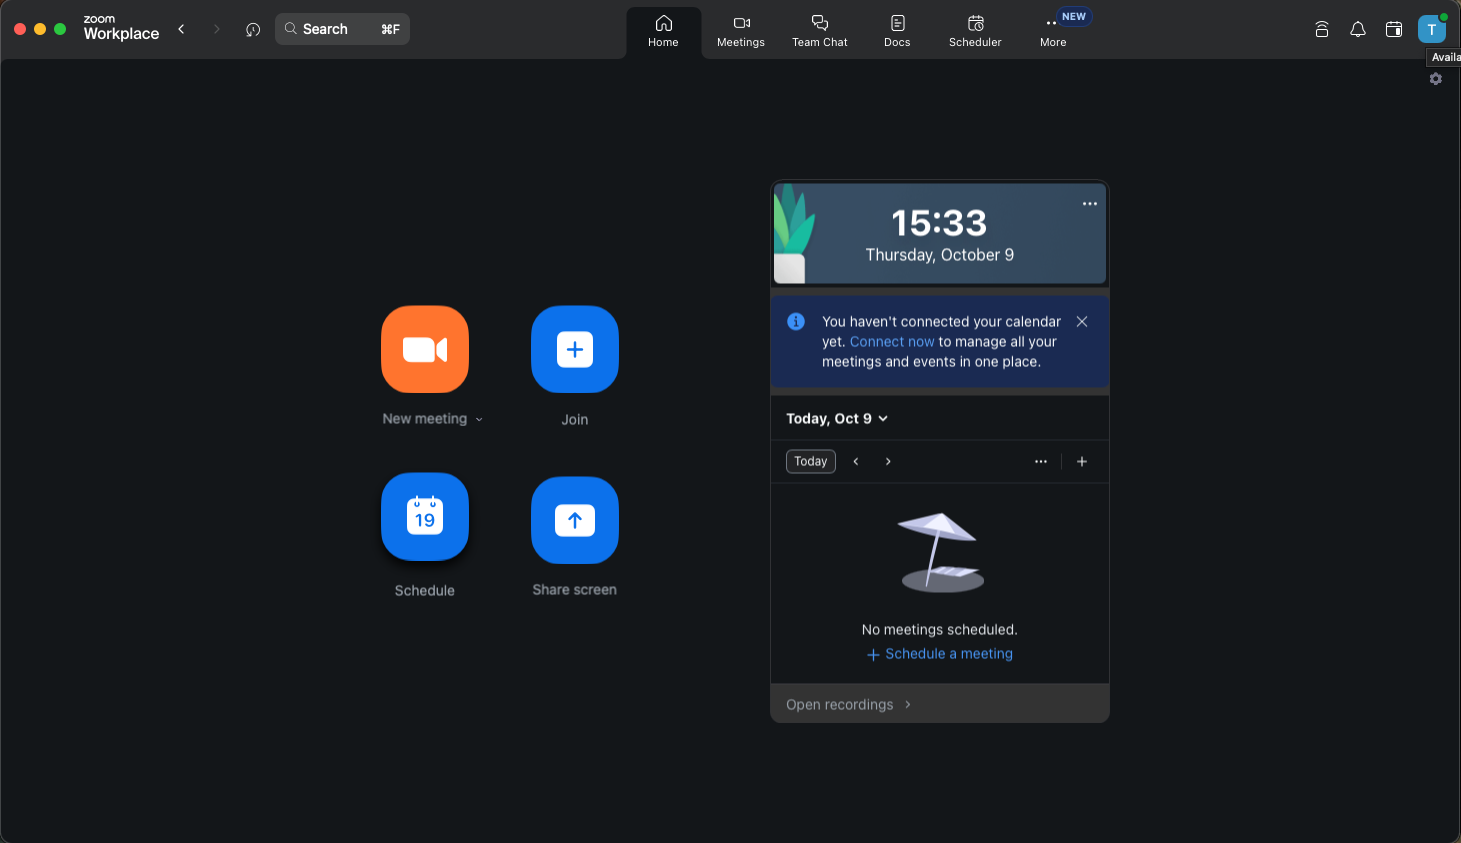 zoom
Workplace
Search ⌘F
Home
Meetings
Team Chat
Docs
Scheduler
NEW
More
T
Availa
15:33
Thursday, October 9
You haven't connected your calendar
yet. Connect now to manage all your
meetings and events in one place.
New meeting
Join
Today, Oct 9
Today
19
Schedule
Share screen
No meetings scheduled.
+ Schedule a meeting
Open recordings